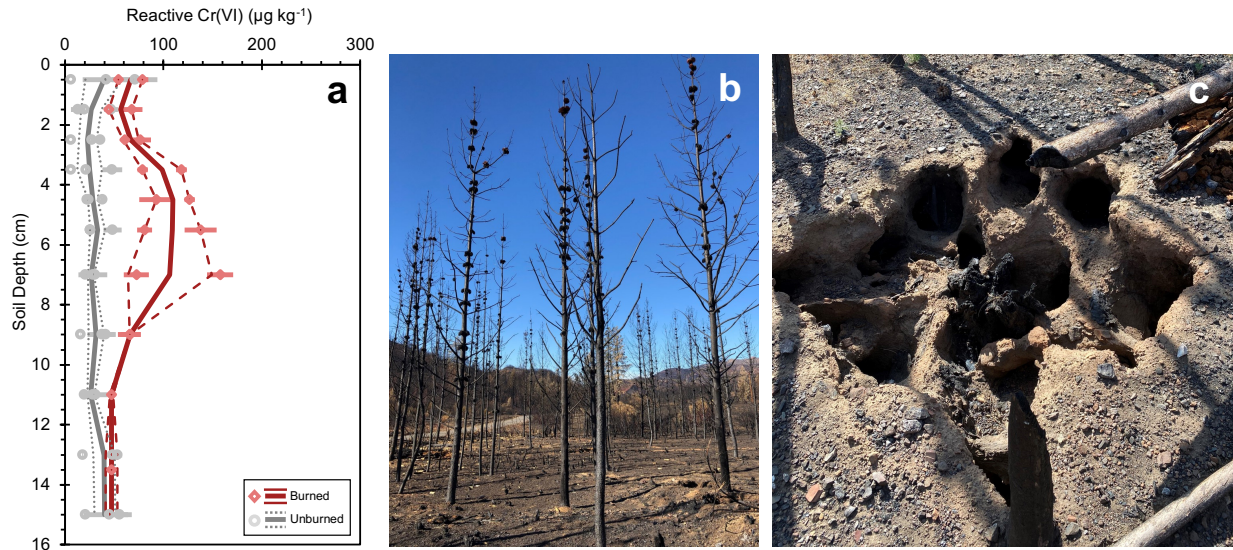 Reactive Cr(VI) (µg kg⁻¹)
0 100 200 300
Soil Depth (cm)
0
2
4
6
8
10
12
14
16
a
Burned
Unburned
b
c